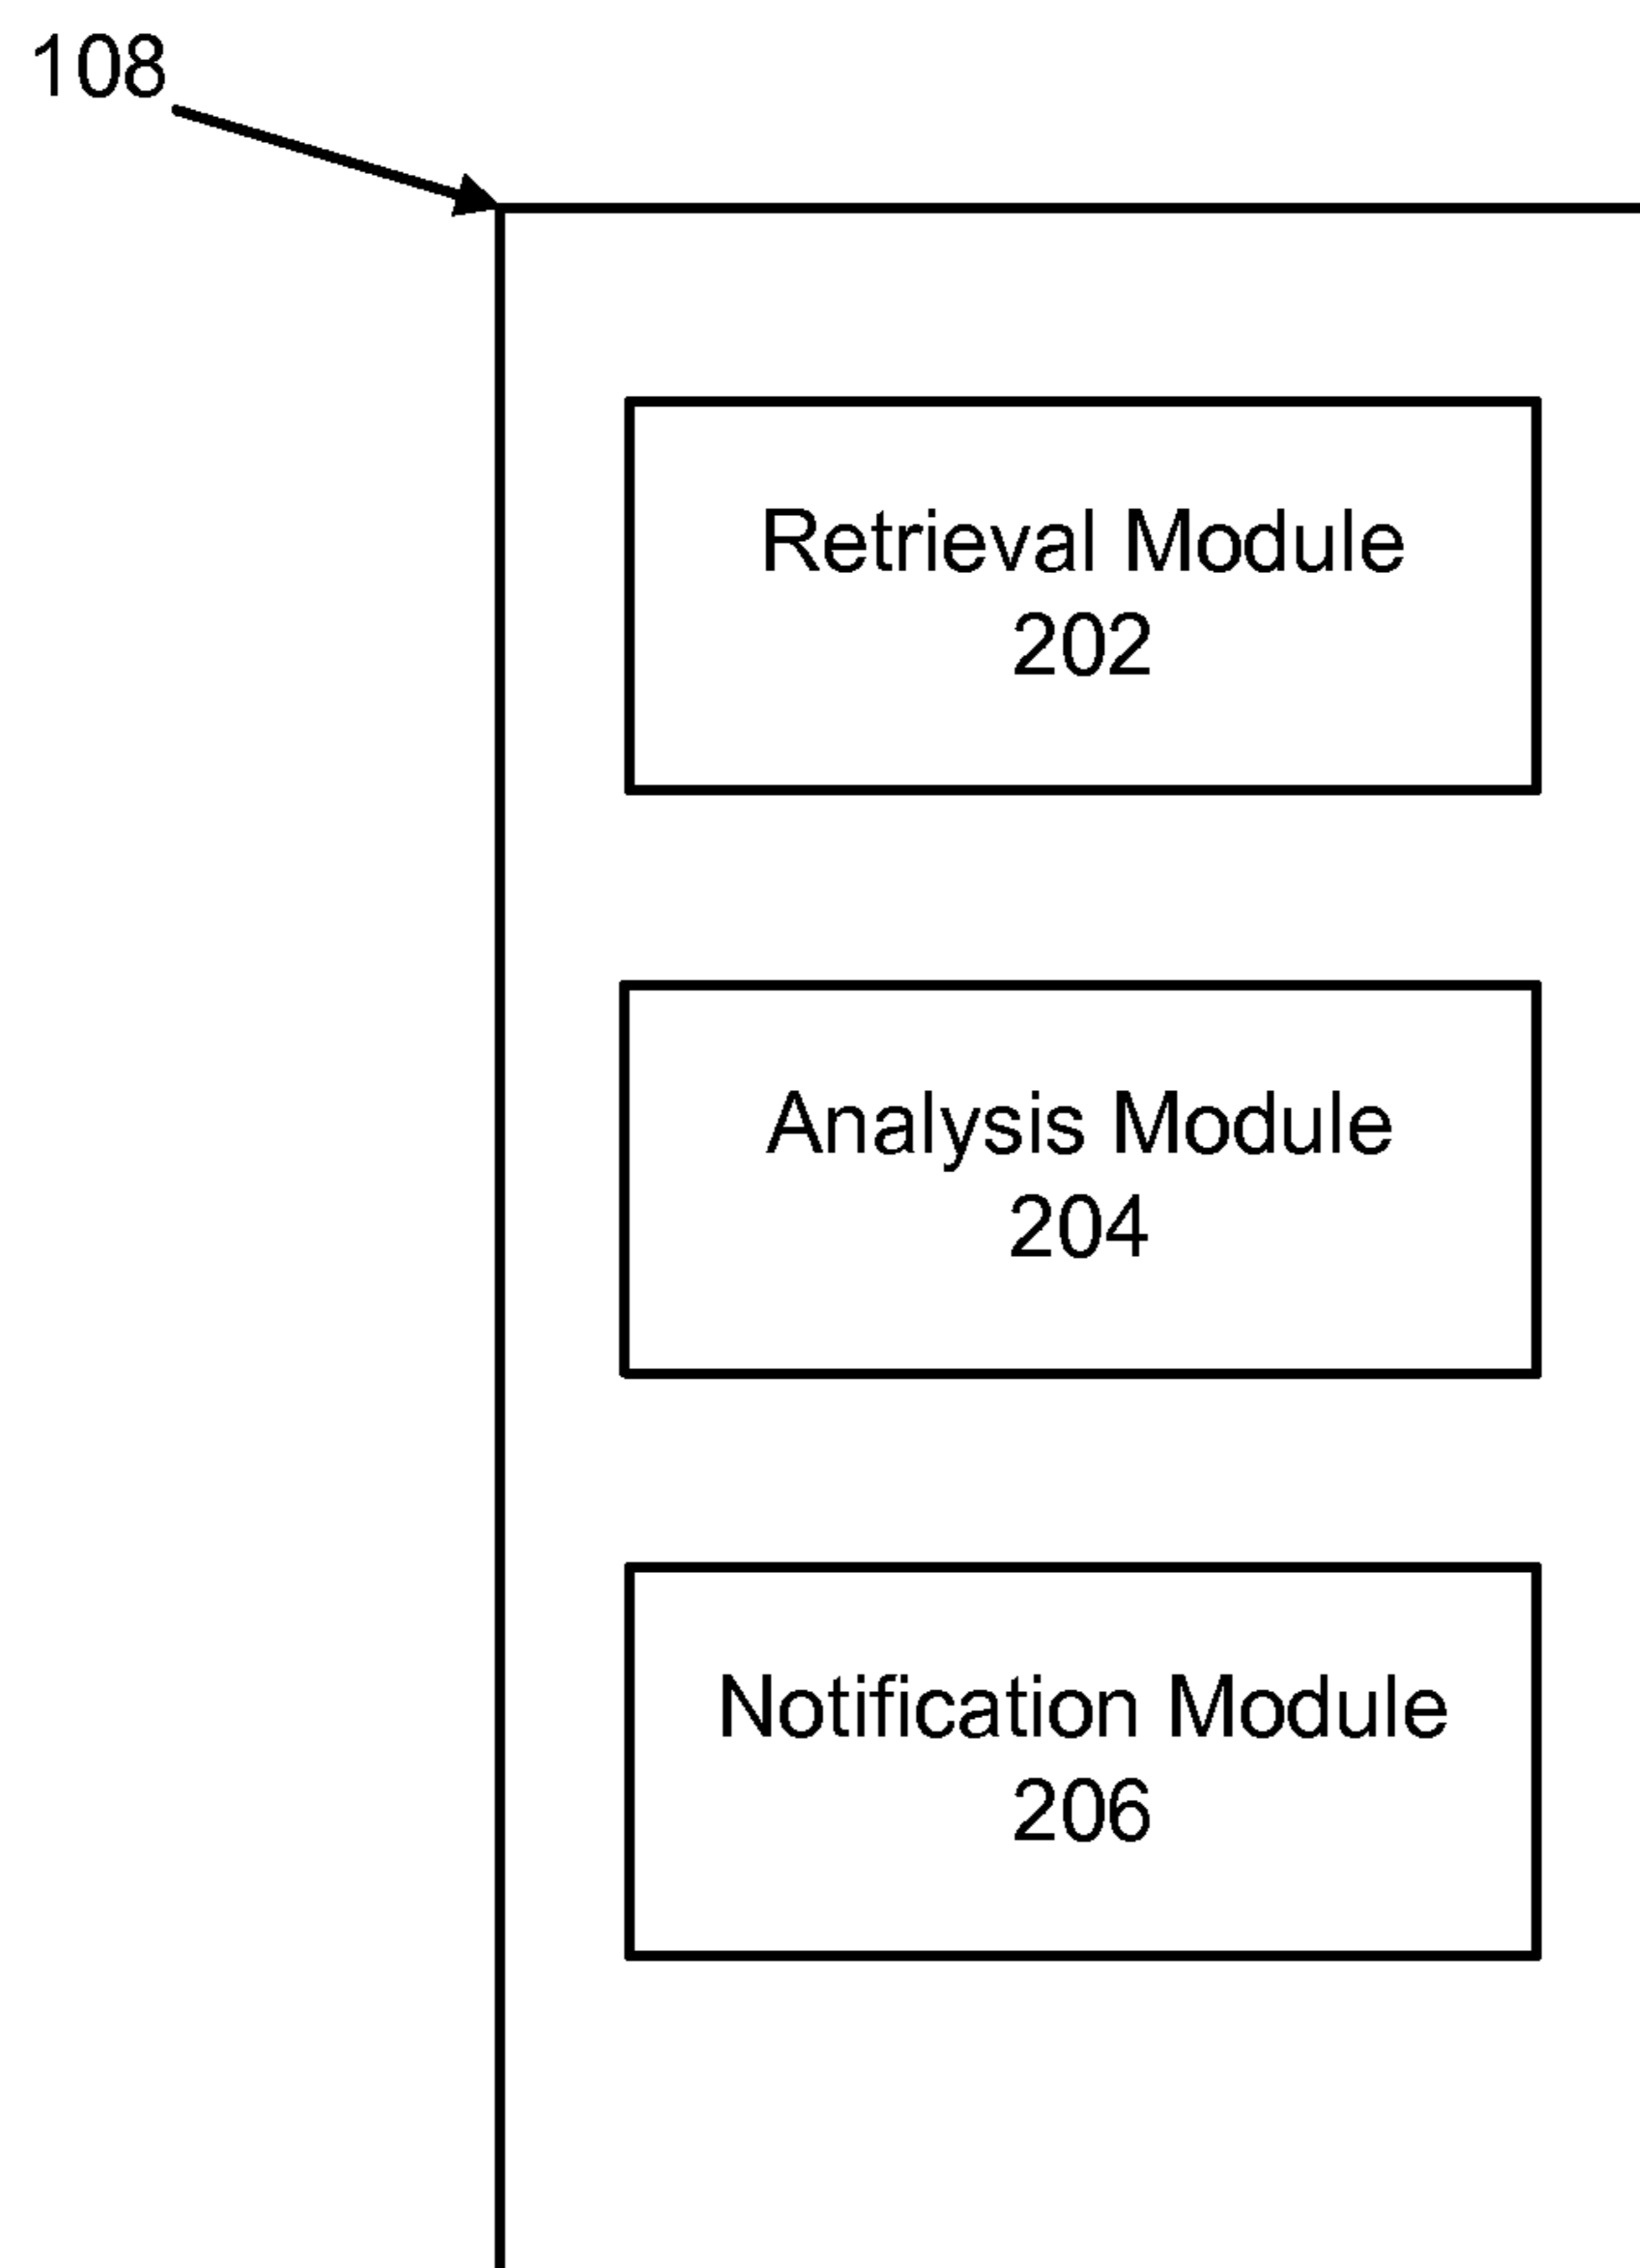 108
Retrieval Module
202
Analysis Module
204
Notification Module
206